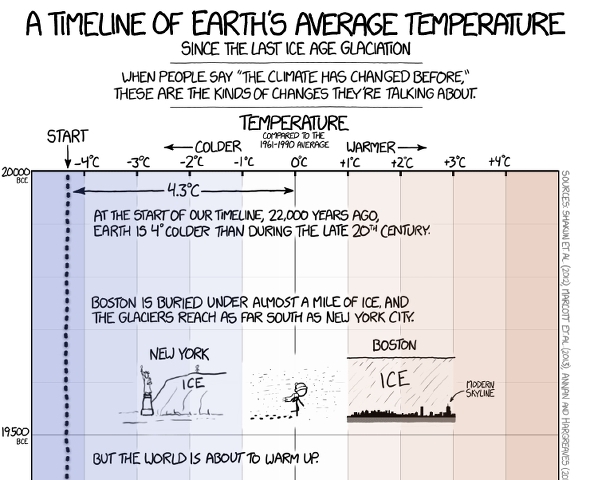 A TIMELINE OF EARTH'S AVERAGE TEMPERATURE
SINCE THE LAST ICE AGE GLACIATION
WHEN PEOPLE SAY "THE CLIMATE HAS CHANGED BEFORE,"
THESE ARE THE KINDS OF CHANGES THEY'RE TALKING ABOUT.
TEMPERATURE
COMPARED TO THE
1961-1990 AVERAGE
START
COLDER
WARMER
-4°C -3°C -2°C -1°C 0°C +1°C +2°C +3°C +4°C
20000
BCE
4.3°C
AT THE START OF OUR TIMELINE, 22,000 YEARS AGO,
EARTH IS 4° COLDER THAN DURING THE LATE 20TH CENTURY.
BOSTON IS BURIED UNDER ALMOST A MILE OF ICE, AND
THE GLACIERS REACH AS FAR SOUTH AS NEW YORK CITY.
NEW YORK
ICE
BOSTON
ICE
MODERN
SKYLINE
19500
BCE
BUT THE WORLD IS ABOUT TO WARM UP.
SOURCES: SHAKUN ET AL (2012), MARCOTT ET AL (2013), ANNAN AND HARGREAVES